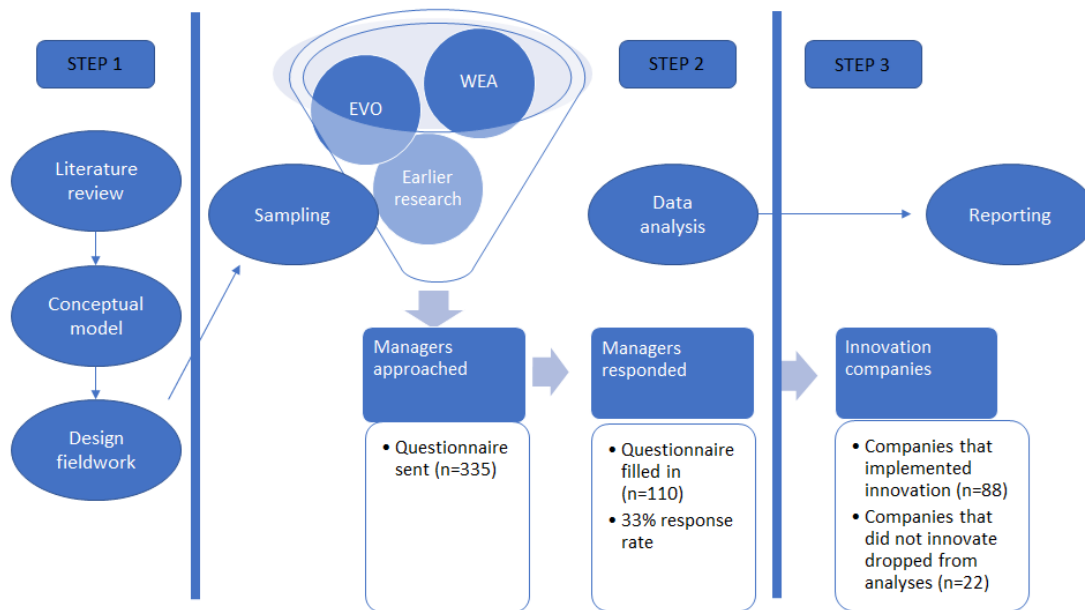 STEP 1
Literature
review
Conceptual
model
Design
fieldwork
Sampling
EVO
WEA
Earlier
research
STEP 2
Data
analysis
Managers
approached
• Questionnaire
sent (n=335)
Managers
responded
• Questionnaire
filled in
(n=110)
• 33% response
rate
STEP 3
Reporting
Innovation
companies
• Companies that
implemented
innovation (n=88)
• Companies that
did not innovate
dropped from
analyses (n=22)